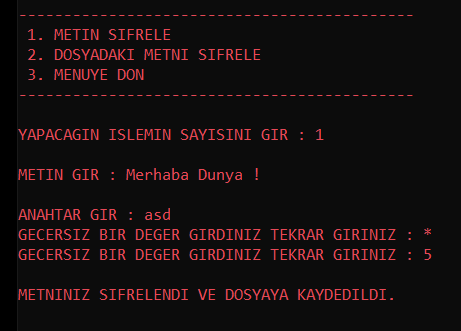 --------------------------------------------
1. METIN SIFRELE
2. DOSYADAKI METNI SIFRELE
3. MENUYE DON
--------------------------------------------
YAPACAGIN ISLEMIN SAYISINI GIR : 1
METIN GIR : Merhaba Dunya !
ANAHTAR GIR : asd
GECERSIZ BIR DEGER GIRDINIZ TEKRAR GIRINIZ : *
GECERSIZ BIR DEGER GIRDINIZ TEKRAR GIRINIZ : 5
METNINIZ SIFRELENDI VE DOSYAYA KAYDEDILDI.